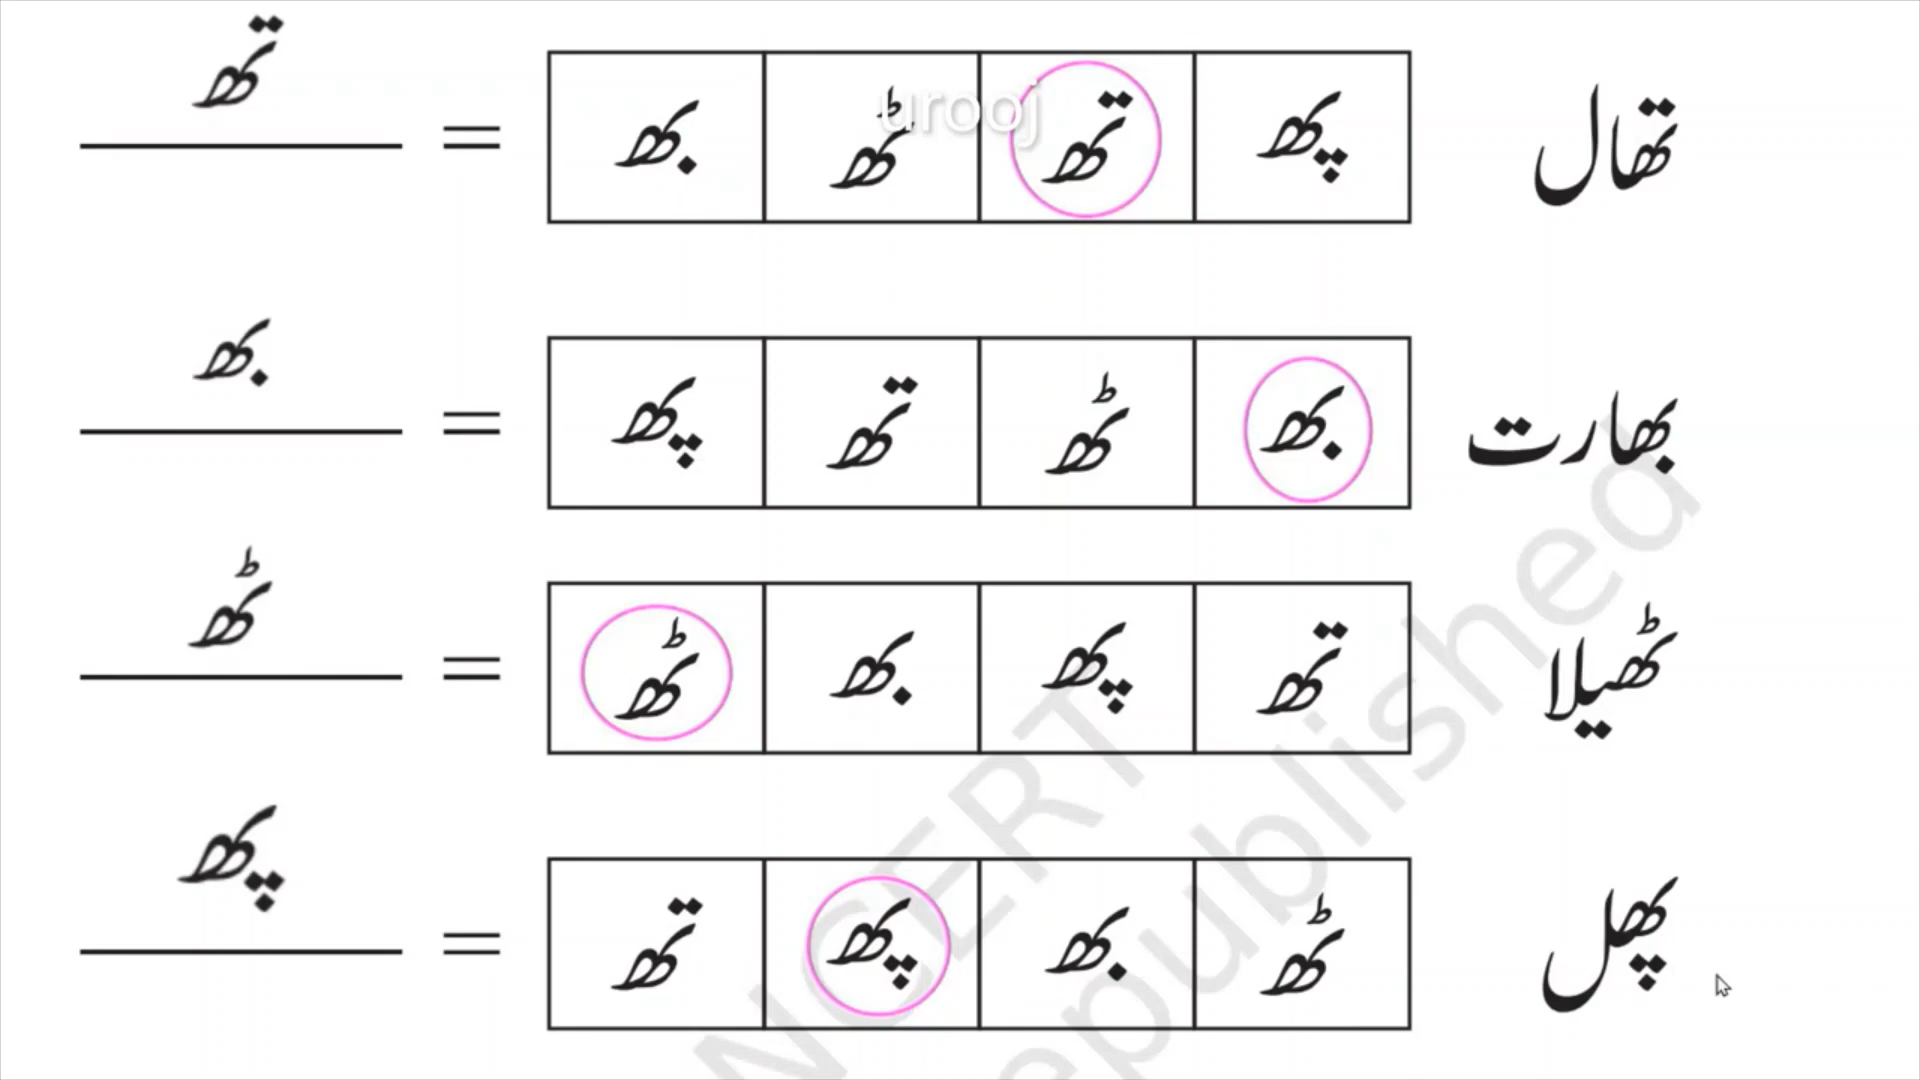 تھال پھ تھ ٹھ بھ = تھ
urooj
بھارت بھ ٹھ تھ پھ = بھ
ٹھیلا تھ پھ بھ ٹھ = ٹھ
پھل ٹھ بھ پھ تھ = پھ
NCERT
republished